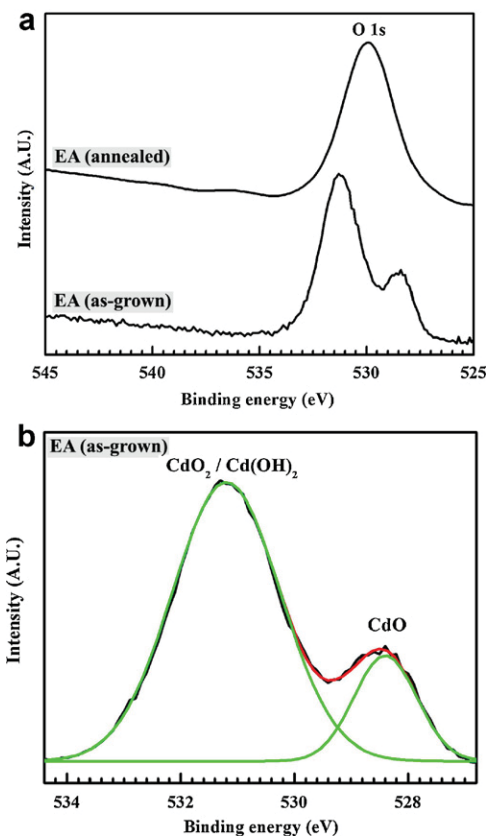 a
O 1s
EA (annealed)
EA (as-grown)
Intensity (A.U.)
545 540 535 530 525
Binding energy (eV)
b
EA (as-grown)
CdO₂ / Cd(OH)₂
CdO
Intensity (A.U.)
534 532 530 528
Binding energy (eV)